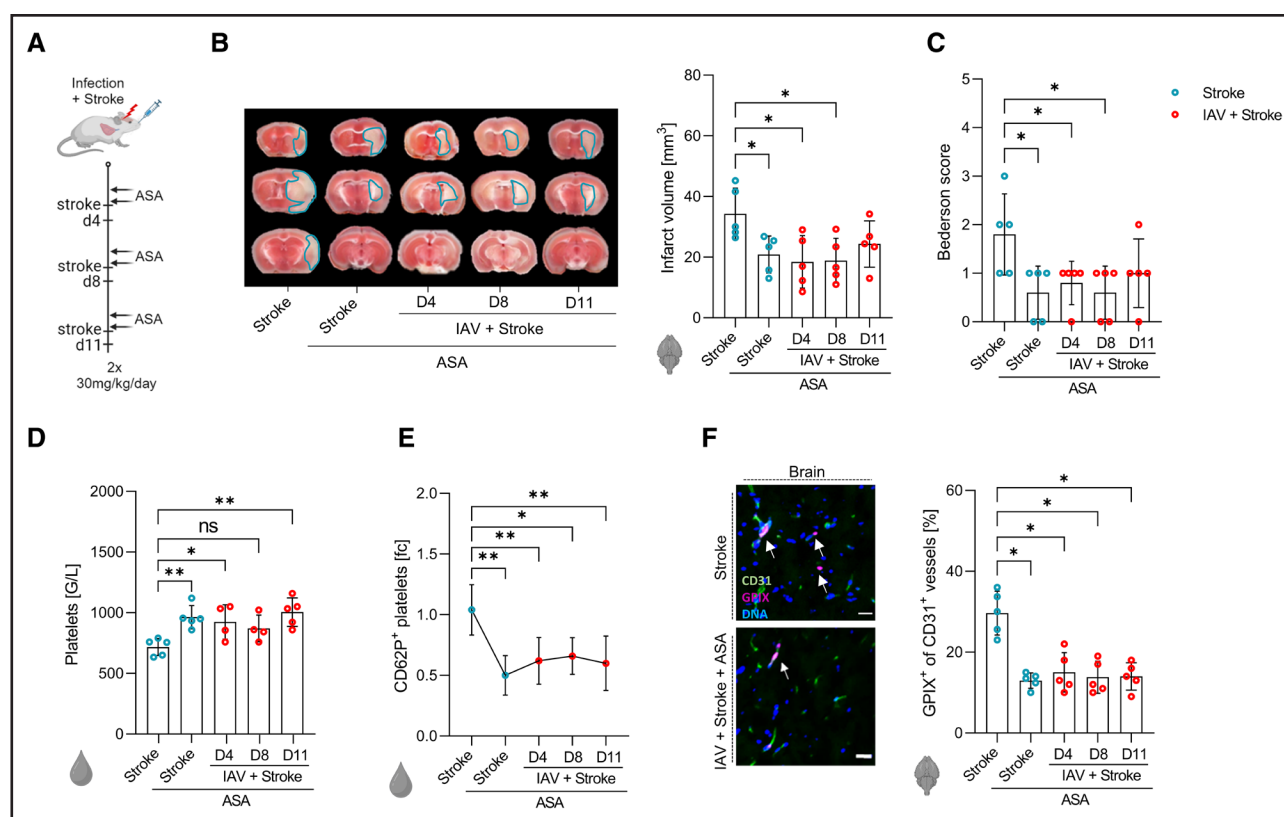 A
Infection
+ Stroke
ASA
stroke
d4
ASA
stroke
d8
ASA
stroke
d11
2x
30mg/kg/day
B
Stroke
Stroke
D4
D8
D11
IAV + Stroke
ASA
Infarct volume [mm³]
80
60
40
20
0
*
*
*
Stroke
Stroke
D4
D8
D11
IAV + Stroke
ASA
C
Bederson score
5
4
3
2
1
0
*
*
*
Stroke
Stroke
D4
D8
D11
IAV + Stroke
ASA
Stroke
IAV + Stroke
D
Platelets [G/L]
2000
1500
1000
500
0
**
ns
*
**
Stroke
Stroke
D4
D8
D11
IAV + Stroke
ASA
E
CD62P⁺ platelets [fc]
2.0
1.5
1.0
0.5
0.0
**
*
**
**
Stroke
Stroke
D4
D8
D11
IAV + Stroke
ASA
F
Brain
Stroke
CD31
GPIX
DNA
IAV + Stroke + ASA
GPIX⁺ of CD31⁺ vessels [%]
60
40
20
0
*
*
*
*
Stroke
Stroke
D4
D8
D11
IAV + Stroke
ASA